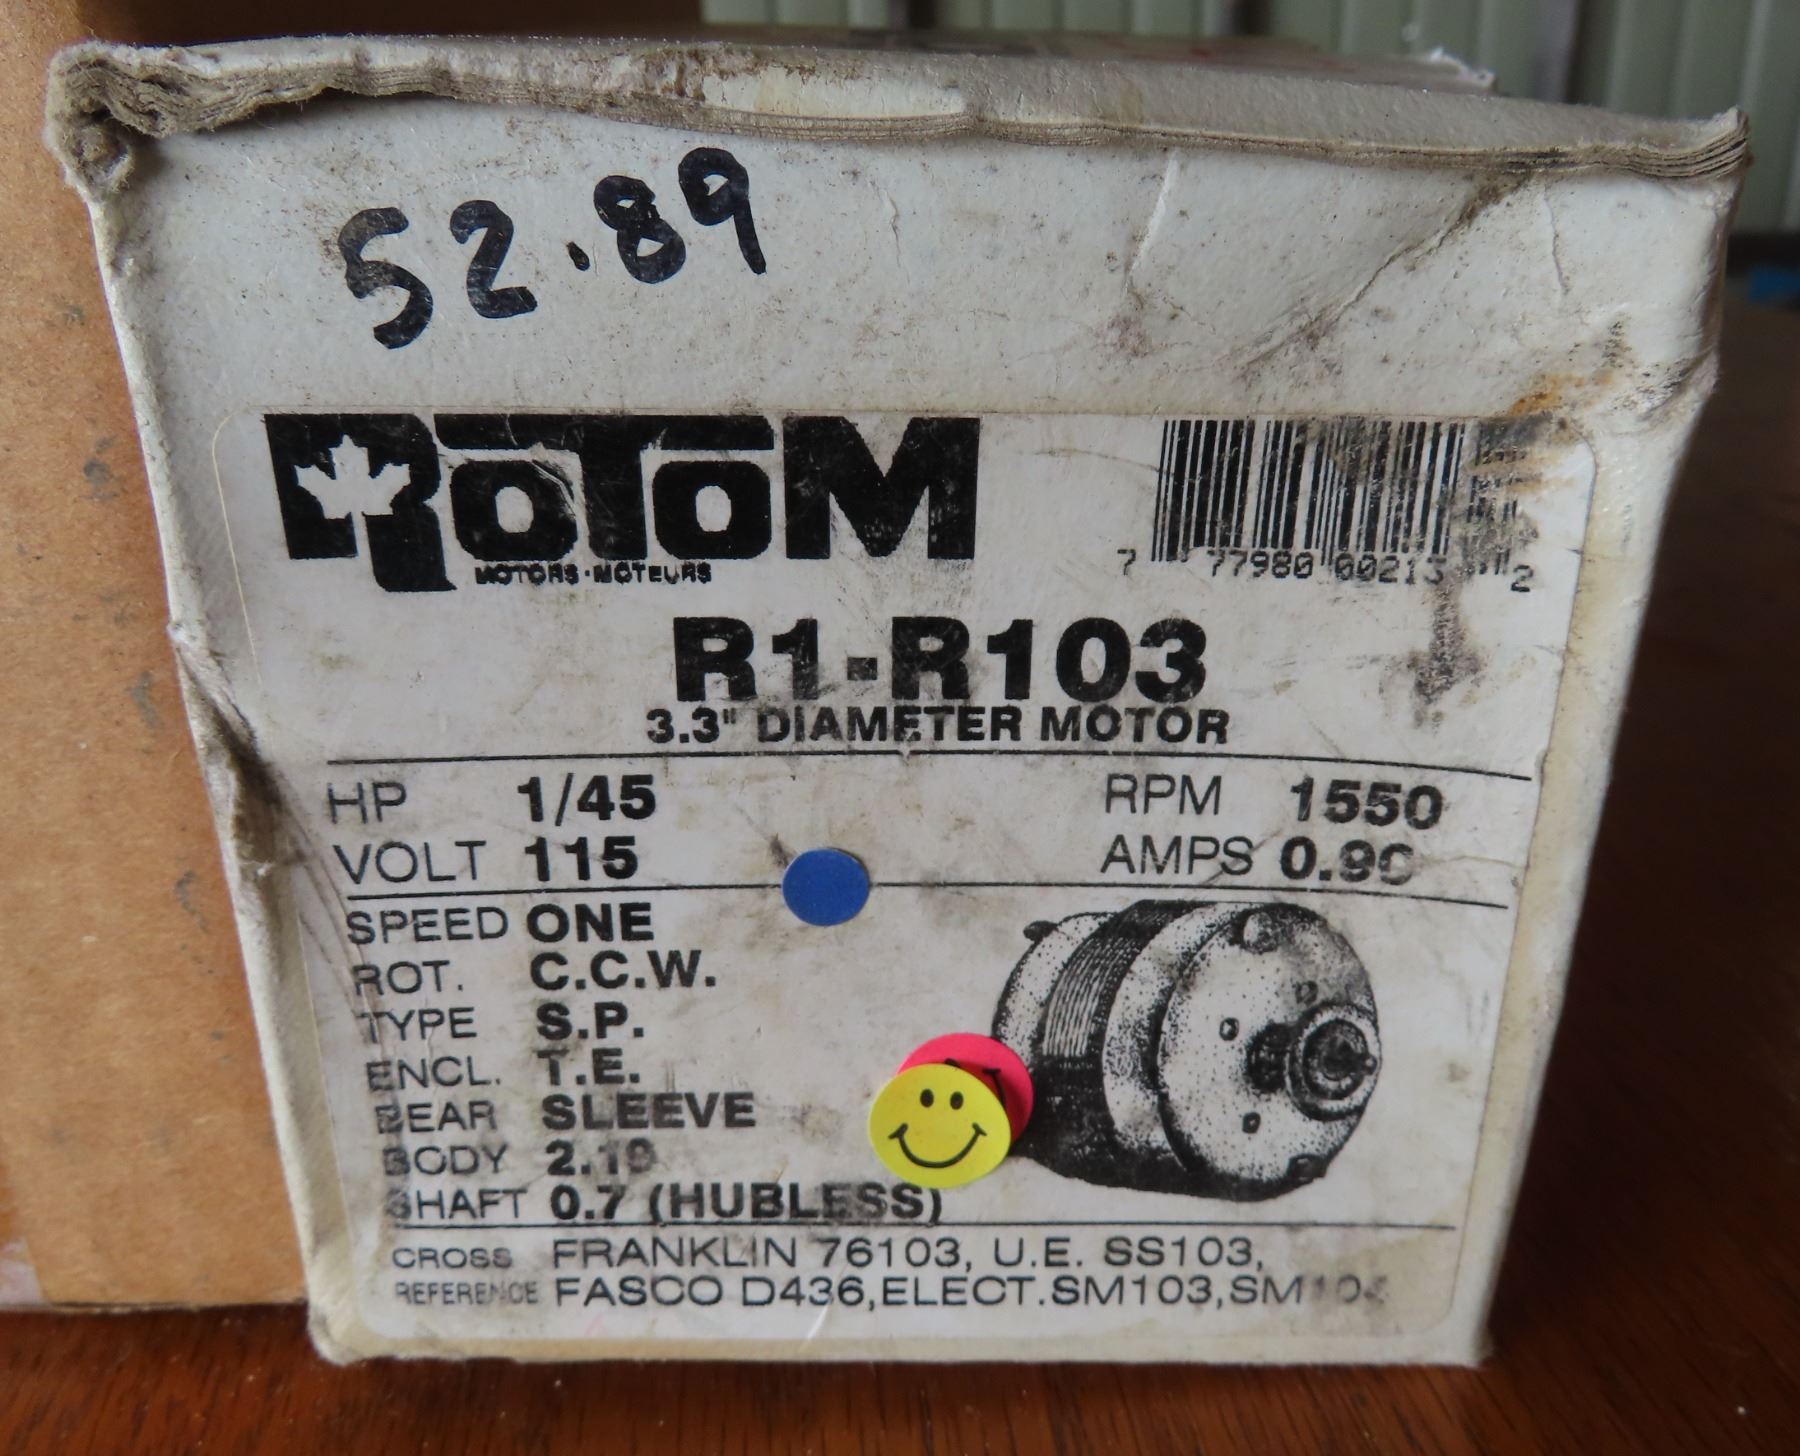 52.89
ROTOM
MOTORS·MOTEURS
7 77980 00213 2
R1-R103
3.3" DIAMETER MOTOR
HP 1/45 RPM 1550
VOLT 115 AMPS 0.90
SPEED ONE
ROT. C.C.W.
TYPE S.P.
ENCL. T.E.
BEAR SLEEVE
BODY 2.19
SHAFT 0.7 (HUBLESS)
CROSS FRANKLIN 76103, U.E. SS103,
REFERENCE FASCO D436,ELECT.SM103,SM104